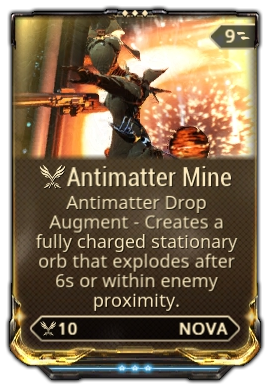 9
Antimatter Mine
Antimatter Drop
Augment - Creates a
fully charged stationary
orb that explodes after
6s or within enemy
proximity.
10 NOVA